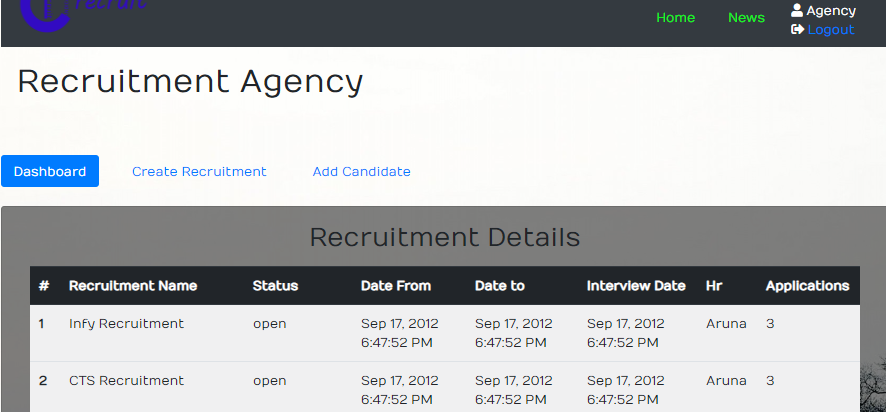 recruit
Home News Agency
Logout
Recruitment Agency
Dashboard Create Recruitment Add Candidate
Recruitment Details
# Recruitment Name Status Date From Date to Interview Date Hr Applications
1 Infy Recruitment open Sep 17, 2012 Sep 17, 2012 Sep 17, 2012 Aruna 3
6:47:52 PM 6:47:52 PM 6:47:52 PM
2 CTS Recruitment open Sep 17, 2012 Sep 17, 2012 Sep 17, 2012 Aruna 3
6:47:52 PM 6:47:52 PM 6:47:52 PM